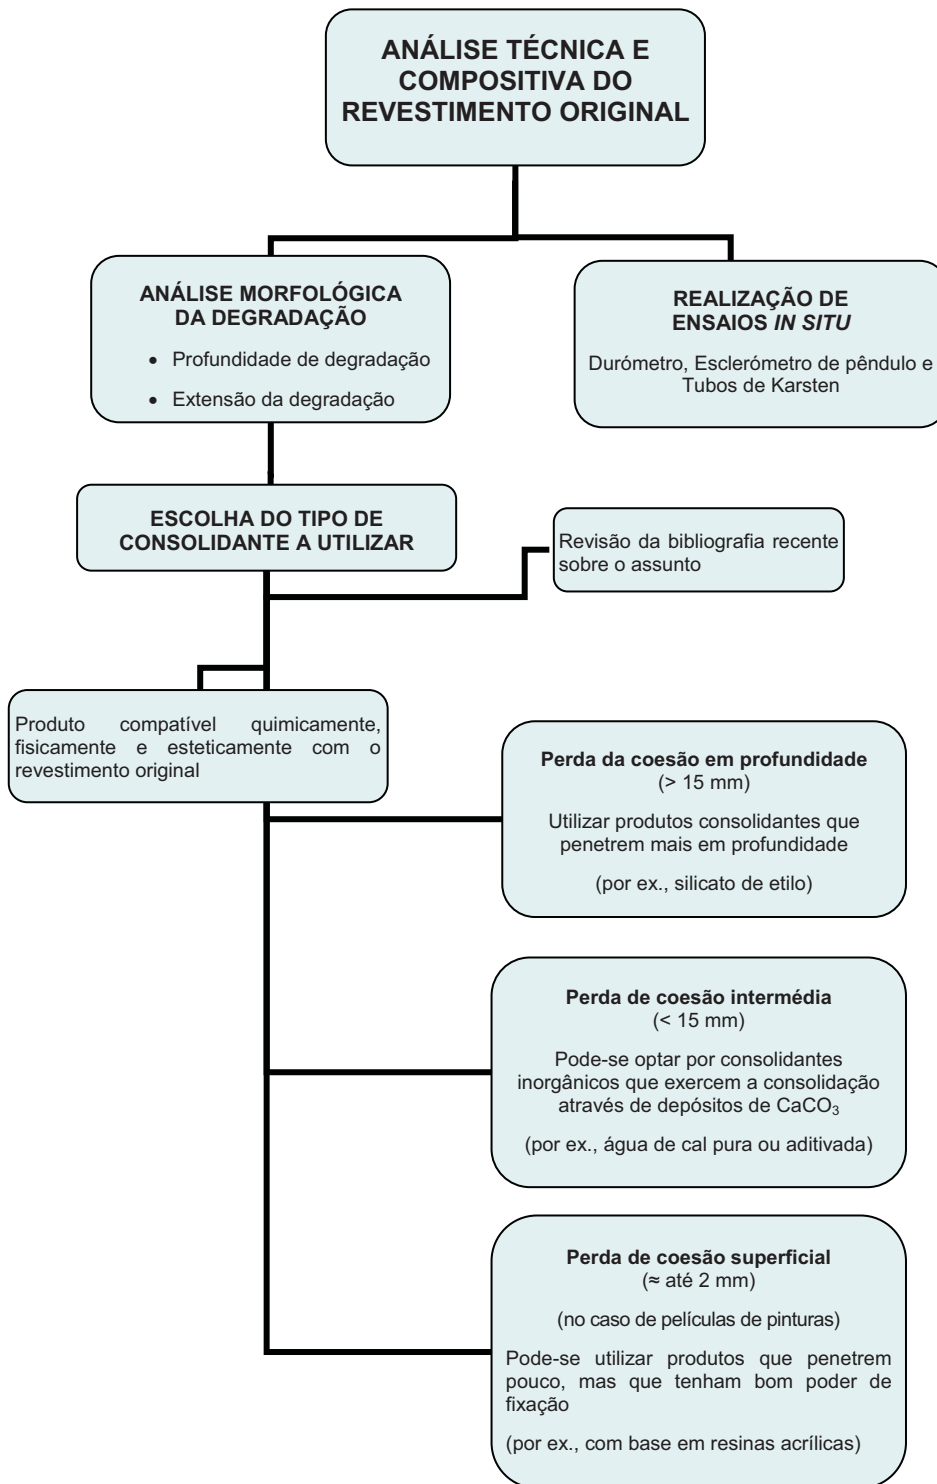 ANÁLISE TÉCNICA E
COMPOSITIVA DO
REVESTIMENTO ORIGINAL
ANÁLISE MORFOLÓGICA
DA DEGRADAÇÃO
• Profundidade de degradação
• Extensão da degradação
REALIZAÇÃO DE
ENSAIOS IN SITU
Durómetro, Esclerómetro de pêndulo e
Tubos de Karsten
ESCOLHA DO TIPO DE
CONSOLIDANTE A UTILIZAR
Revisão da bibliografia recente
sobre o assunto
Produto compatível quimicamente,
fisicamente e esteticamente com o
revestimento original
Perda da coesão em profundidade
(> 15 mm)
Utilizar produtos consolidantes que
penetrem mais em profundidade
(por ex., silicato de etilo)
Perda de coesão intermédia
(< 15 mm)
Pode-se optar por consolidantes
inorgânicos que exercem a consolidação
através de depósitos de CaCO₃
(por ex., água de cal pura ou aditivada)
Perda de coesão superficial
(≈ até 2 mm)
(no caso de películas de pinturas)
Pode-se utilizar produtos que penetrem
pouco, mas que tenham bom poder de
fixação
(por ex., com base em resinas acrílicas)